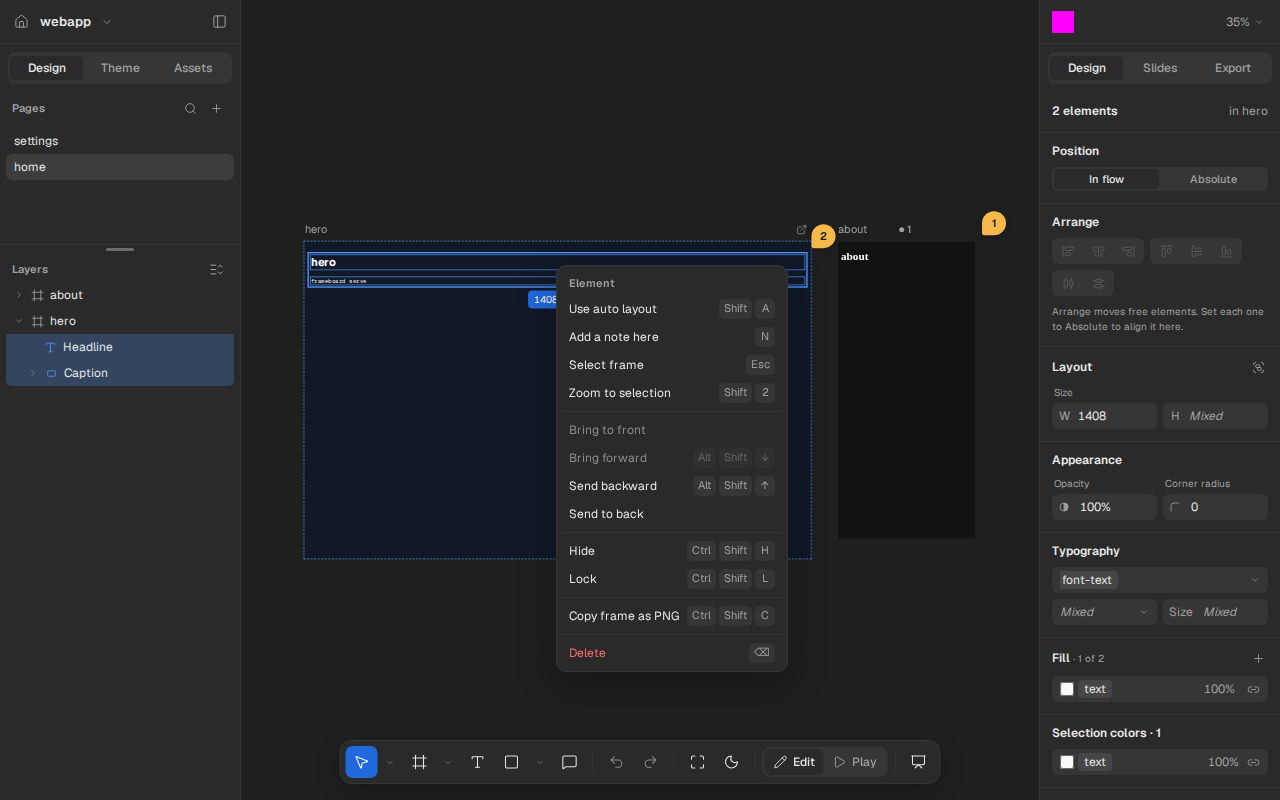 webapp
Design
Theme
Assets
Pages
settings
home
Layers
about
hero
Headline
Caption
hero
2
about
1
1
hero
frameboard serve
about
1408
Element
Use auto layout Shift A
Add a note here N
Select frame Esc
Zoom to selection Shift 2
Bring to front
Bring forward Alt Shift ↓
Send backward Alt Shift ↑
Send to back
Hide Ctrl Shift H
Lock Ctrl Shift L
Copy frame as PNG Ctrl Shift C
Delete ⌫
Edit
Play
35%
Design
Slides
Export
2 elements in hero
Position
In flow Absolute
Arrange
Arrange moves free elements. Set each one
to Absolute to align it here.
Layout
Size
W 1408 H Mixed
Appearance
Opacity Corner radius
100% 0
Typography
font-text
Mixed Size Mixed
Fill · 1 of 2
text 100%
Selection colors · 1
text 100%